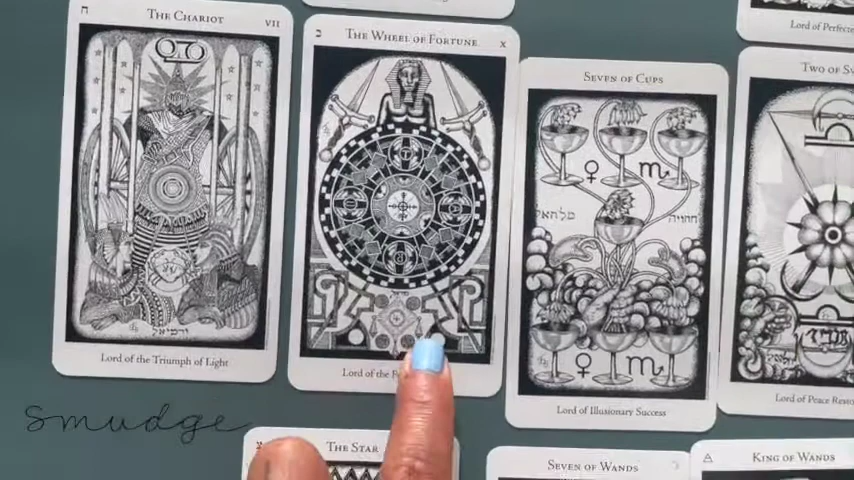 Lord of Perfecte
ח THE CHARIOT VII
Lord of the Triumph of Light
כ THE WHEEL OF FORTUNE X
Lord of the
SEVEN OF CUPS
Lord of Illusionary Success
TWO OF
Lord of Peace Restor
smudge
THE STAR
SEVEN OF WANDS
KING OF WANDS